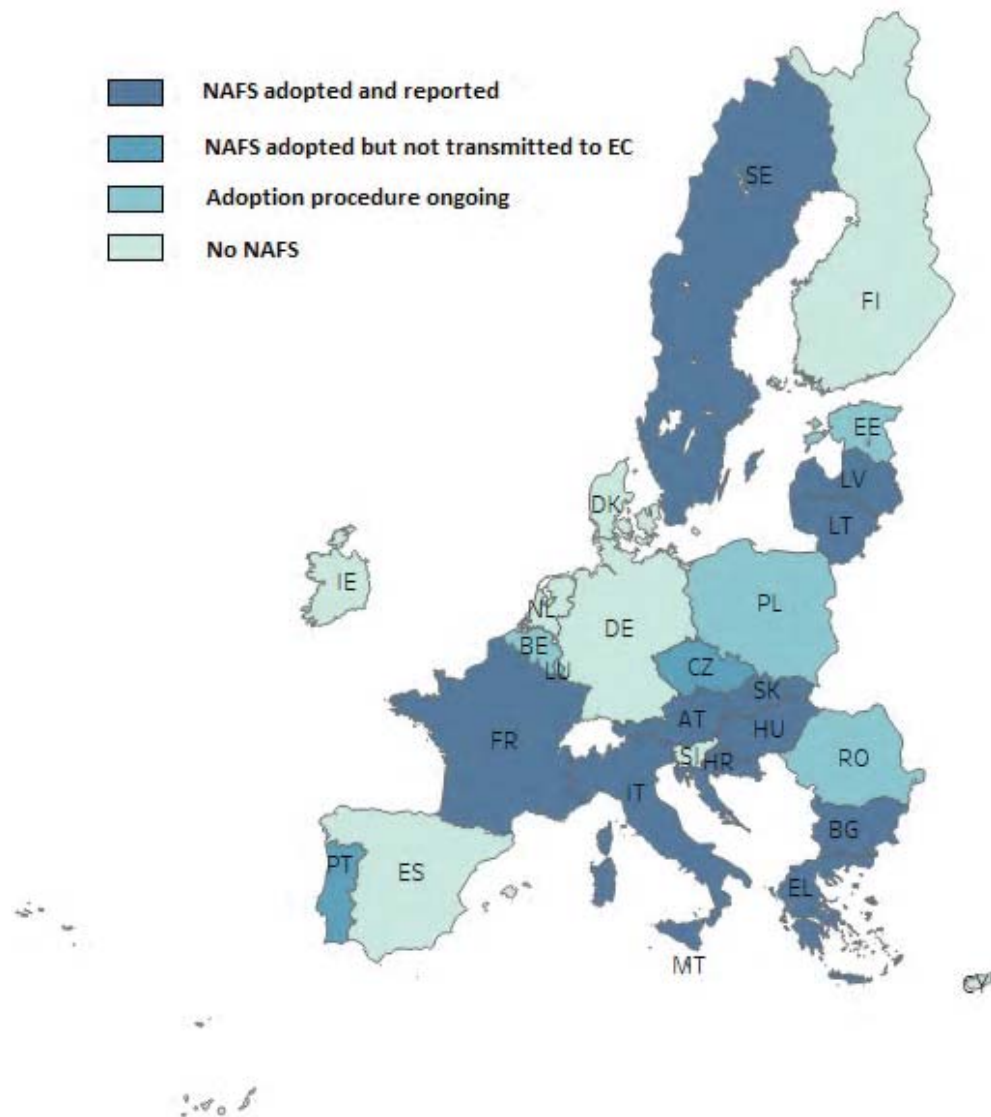 NAFS adopted and reported
NAFS adopted but not transmitted to EC
Adoption procedure ongoing
No NAFS
SE
FI
EE
LV
LT
DK
IE
NL
DE
PL
BE
LU
CZ
SK
AT
HU
FR
SI
HR
RO
IT
BG
PT
ES
EL
MT
CY